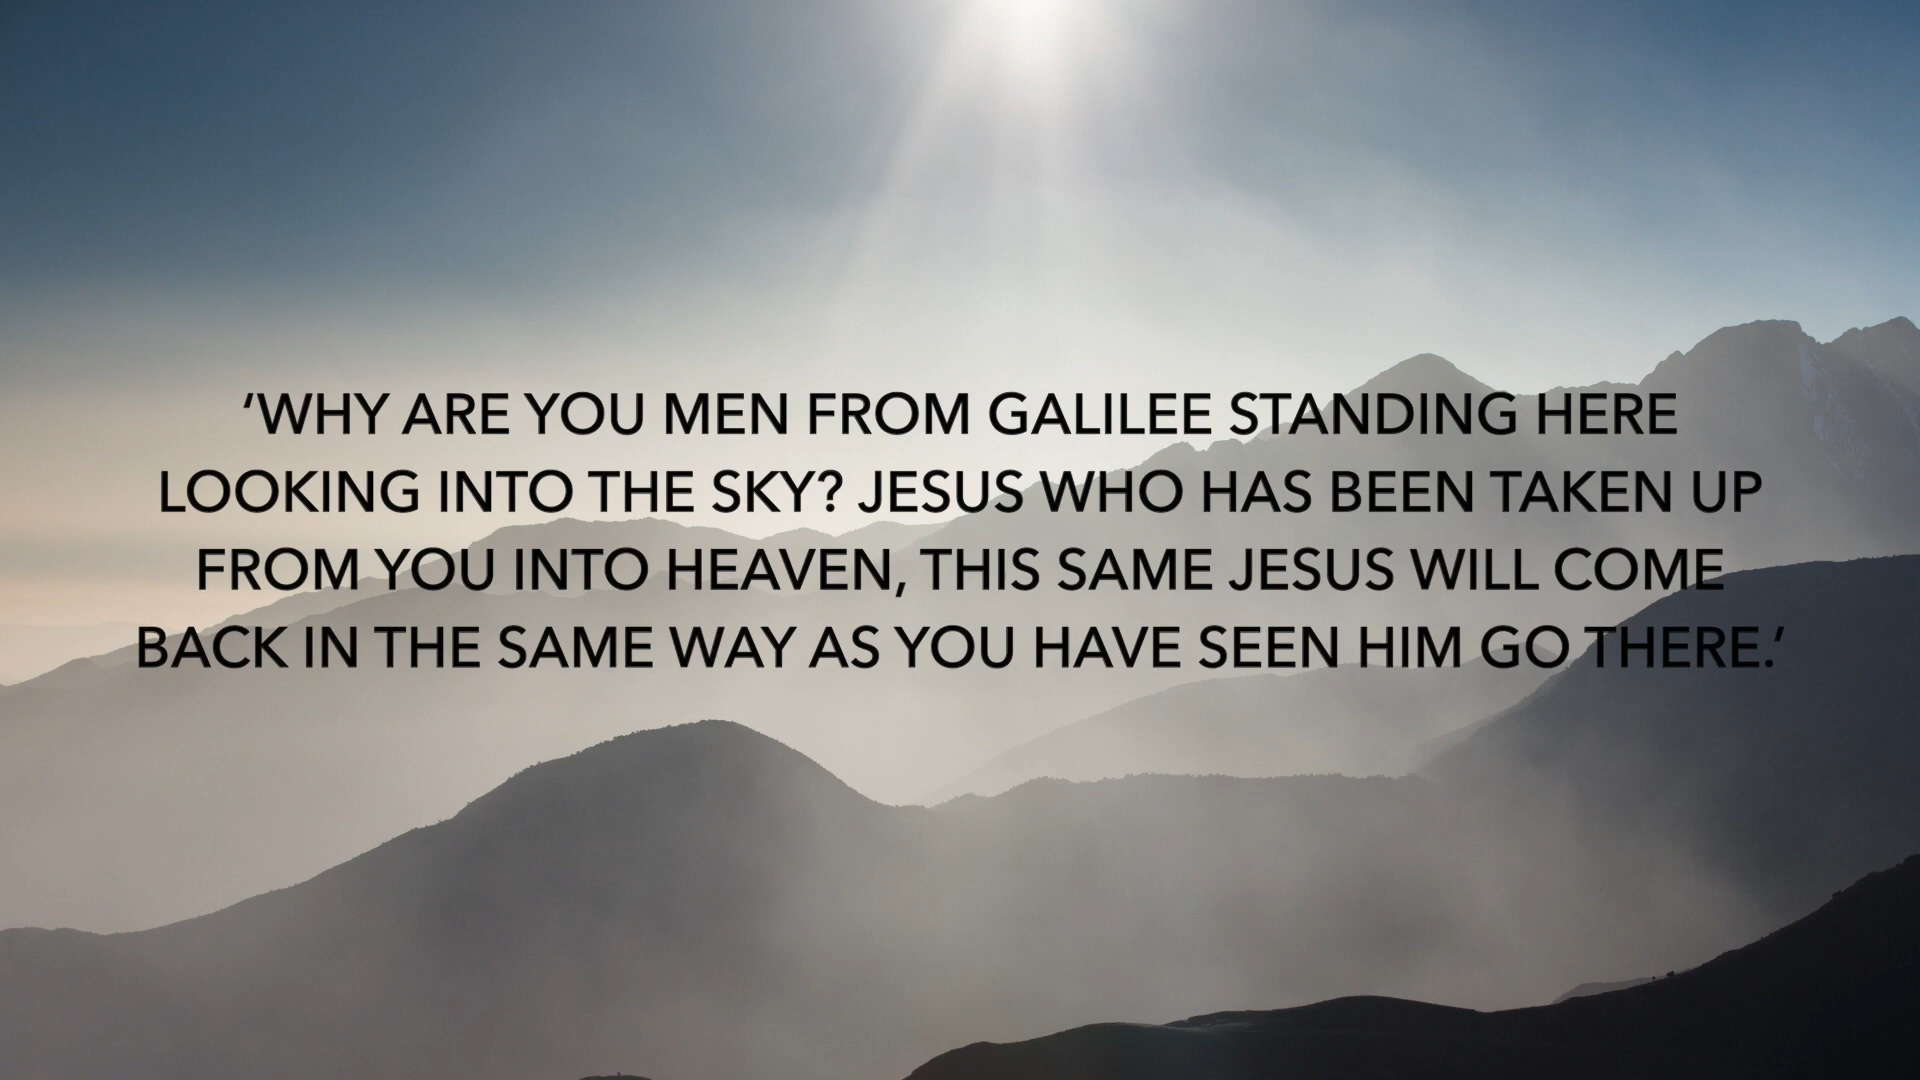 ‘WHY ARE YOU MEN FROM GALILEE STANDING HERE
LOOKING INTO THE SKY? JESUS WHO HAS BEEN TAKEN UP
FROM YOU INTO HEAVEN, THIS SAME JESUS WILL COME
BACK IN THE SAME WAY AS YOU HAVE SEEN HIM GO THERE.’